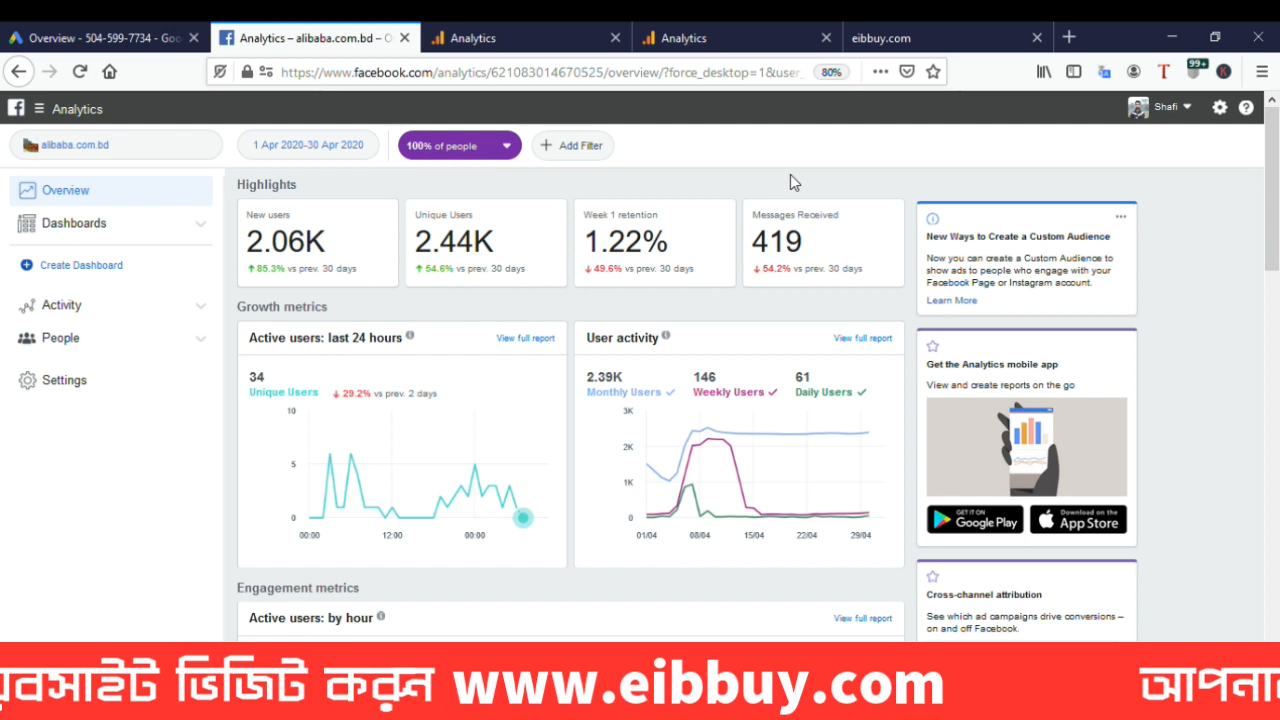 Overview - 504-599-7734 - Goo
Analytics – alibaba.com.bd – O
Analytics
Analytics
eibbuy.com
https://www.facebook.com/analytics/621083014670525/overview/?force_desktop=1&user_
80%
99+
Analytics
Shafi
alibaba.com.bd
1 Apr 2020-30 Apr 2020
100% of people
Add Filter
Overview
Dashboards
Create Dashboard
Activity
People
Settings
Highlights
New users
2.06K
85.3% vs prev. 30 days
Unique Users
2.44K
54.6% vs prev. 30 days
Week 1 retention
1.22%
49.6% vs prev. 30 days
Messages Received
419
54.2% vs prev. 30 days
Growth metrics
Active users: last 24 hours
View full report
34
Unique Users
29.2% vs prev. 2 days
10
5
0
00:00 12:00 00:00
User activity
View full report
2.39K 146 61
Monthly Users Weekly Users Daily Users
3K
2K
1K
0
01/04 08/04 15/04 22/04 29/04
Engagement metrics
Active users: by hour
View full report
New Ways to Create a Custom Audience
Now you can create a Custom Audience to
show ads to people who engage with your
Facebook Page or Instagram account.
Learn More
Get the Analytics mobile app
View and create reports on the go
GET IT ON
Google Play
Download on the
App Store
Cross-channel attribution
See which ad campaigns drive conversions –
on and off Facebook.
য়েবসাইট ভিজিট করুন www.eibbuy.com আপনা